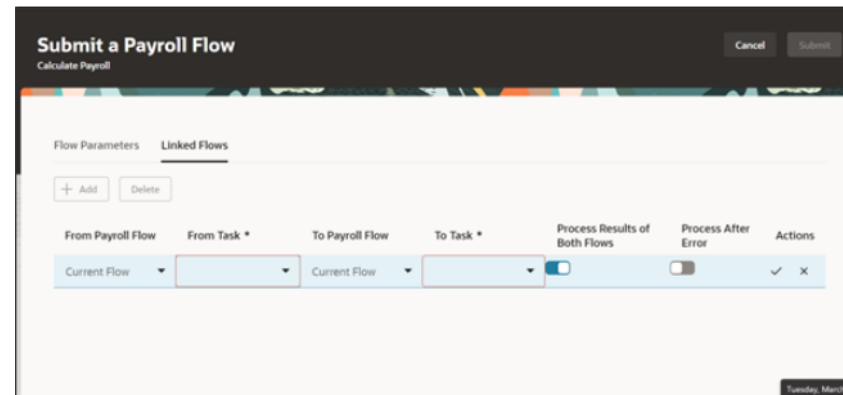 Submit a Payroll Flow
Calculate Payroll
Cancel
Submit
Flow Parameters
Linked Flows
+ Add
Delete
From Payroll Flow
From Task *
To Payroll Flow
To Task *
Process Results of
Both Flows
Process After
Error
Actions
Current Flow
Current Flow
Tuesday, March